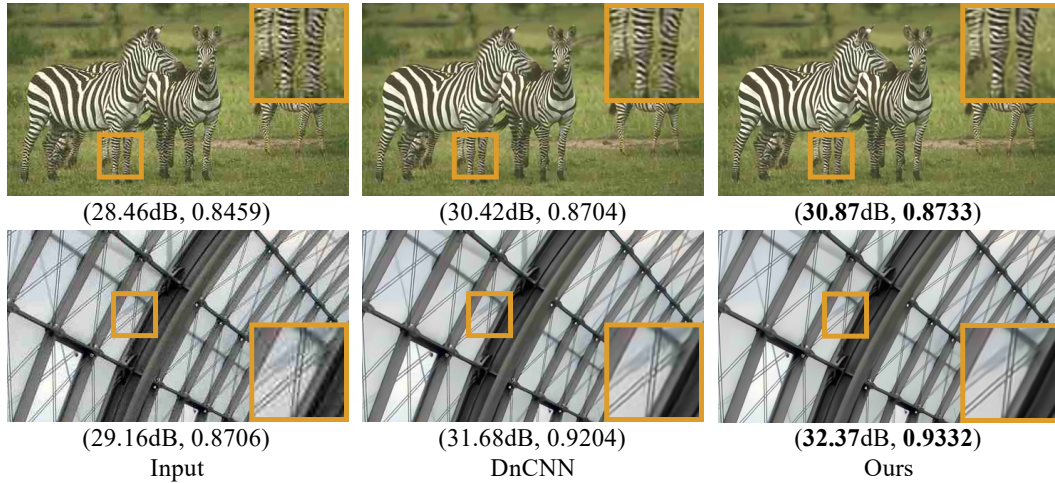 (28.46dB, 0.8459) (30.42dB, 0.8704) (30.87dB, 0.8733)
(29.16dB, 0.8706) (31.68dB, 0.9204) (32.37dB, 0.9332)
Input DnCNN Ours